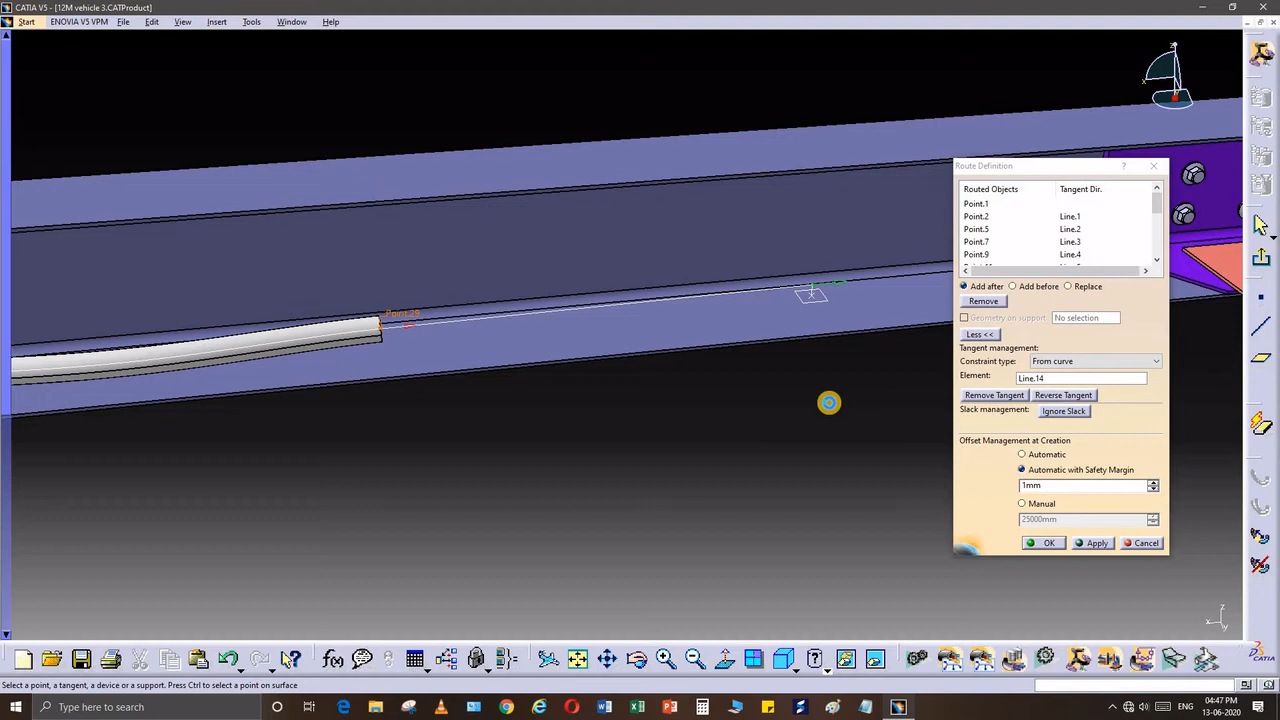 CATIA V5 - [12M vehicle 3.CATProduct]
Start ENOVIA V5 VPM File Edit View Insert Tools Window Help
Point.29
Route Definition ? ×
Routed Objects Tangent Dir.
Point.1
Point.2 Line.1
Point.5 Line.2
Point.7 Line.3
Point.9 Line.4
Add after Add before Replace
Remove
Geometry on support No selection
Less <<
Tangent management:
Constraint type: From curve
Element: Line.14
Remove Tangent Reverse Tangent
Slack management: Ignore Slack
Offset Management at Creation
Automatic
Automatic with Safety Margin
1mm
Manual
25000mm
OK Apply Cancel
f(x)
CATIA
Select a point, a tangent, a device or a support. Press Ctrl to select a point on surface
Type here to search
ENG
04:47 PM
13-06-2020